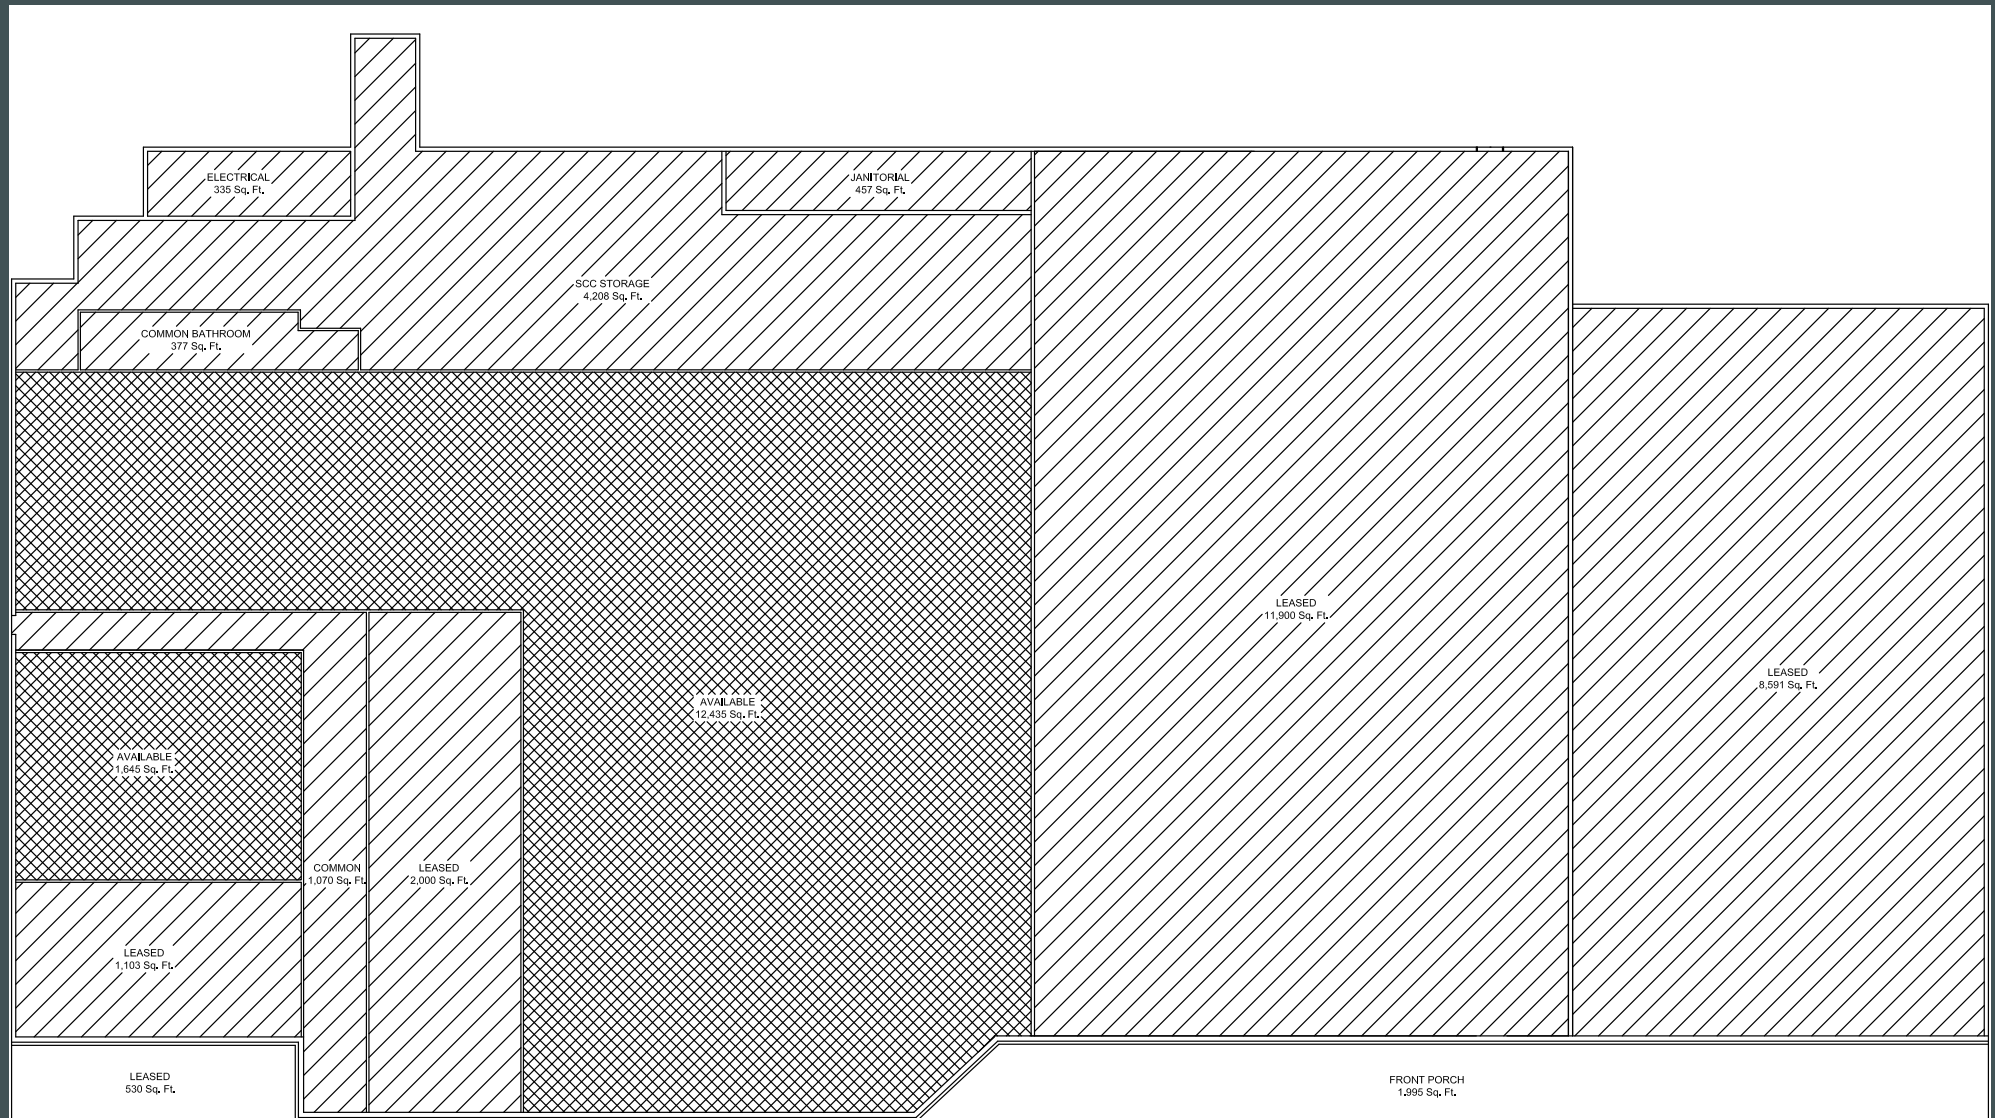 ELECTRICAL
335 Sq. Ft.
JANITORIAL
457 Sq. Ft.
SCC STORAGE
4,208 Sq. Ft.
COMMON BATHROOM
377 Sq. Ft.
LEASED
11,900 Sq. Ft.
LEASED
8,591 Sq. Ft.
AVAILABLE
12,435 Sq. Ft.
AVAILABLE
1,645 Sq. Ft.
COMMON
1,070 Sq. Ft.
LEASED
2,000 Sq. Ft.
LEASED
1,103 Sq. Ft.
LEASED
530 Sq. Ft.
FRONT PORCH
1,995 Sq. Ft.